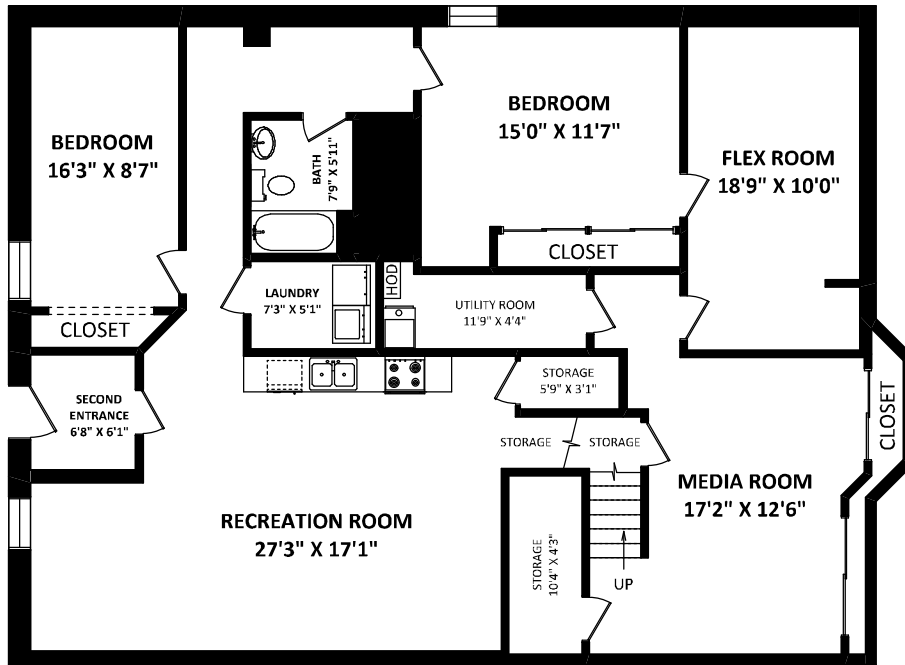 BEDROOM
16'3" X 8'7"
BEDROOM
15'0" X 11'7"
FLEX ROOM
18'9" X 10'0"
BATH
7'9" X 5'11"
CLOSET
LAUNDRY
7'3" X 5'1"
HOD
UTILITY ROOM
11'9" X 4'4"
CLOSET
STORAGE
5'9" X 3'1"
SECOND
ENTRANCE
6'8" X 6'1"
CLOSET
STORAGE
STORAGE
MEDIA ROOM
17'2" X 12'6"
RECREATION ROOM
27'3" X 17'1"
STORAGE
10'4" X 4'3"
UP